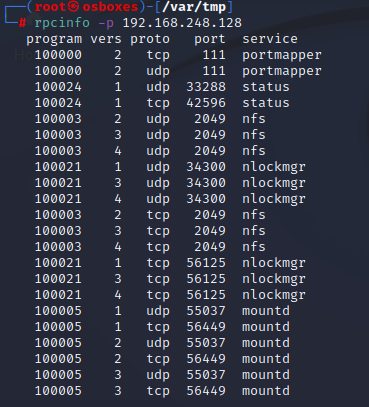 ┌──(root㉿osboxes)-[/var/tmp]
└─# rpcinfo -p 192.168.248.128
   program vers proto   port  service
    100000    2   tcp    111  portmapper
    100000    2   udp    111  portmapper
    100024    1   udp  33288  status
    100024    1   tcp  42596  status
    100003    2   udp   2049  nfs
    100003    3   udp   2049  nfs
    100003    4   udp   2049  nfs
    100021    1   udp  34300  nlockmgr
    100021    3   udp  34300  nlockmgr
    100021    4   udp  34300  nlockmgr
    100003    2   tcp   2049  nfs
    100003    3   tcp   2049  nfs
    100003    4   tcp   2049  nfs
    100021    1   tcp  56125  nlockmgr
    100021    3   tcp  56125  nlockmgr
    100021    4   tcp  56125  nlockmgr
    100005    1   udp  55037  mountd
    100005    1   tcp  56449  mountd
    100005    2   udp  55037  mountd
    100005    2   tcp  56449  mountd
    100005    3   udp  55037  mountd
    100005    3   tcp  56449  mountd